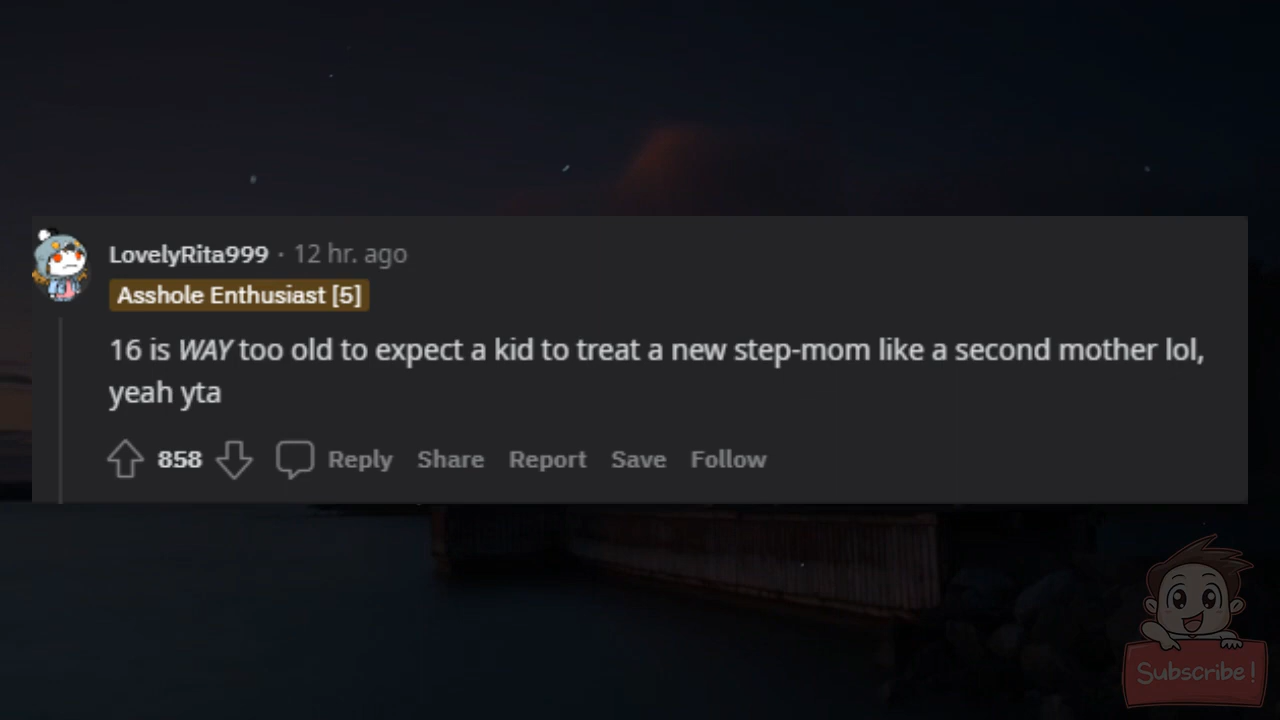 LovelyRita999 · 12 hr. ago
Asshole Enthusiast [5]
16 is WAY too old to expect a kid to treat a new step-mom like a second mother lol,
yeah yta
858 Reply Share Report Save Follow
Subscribe!